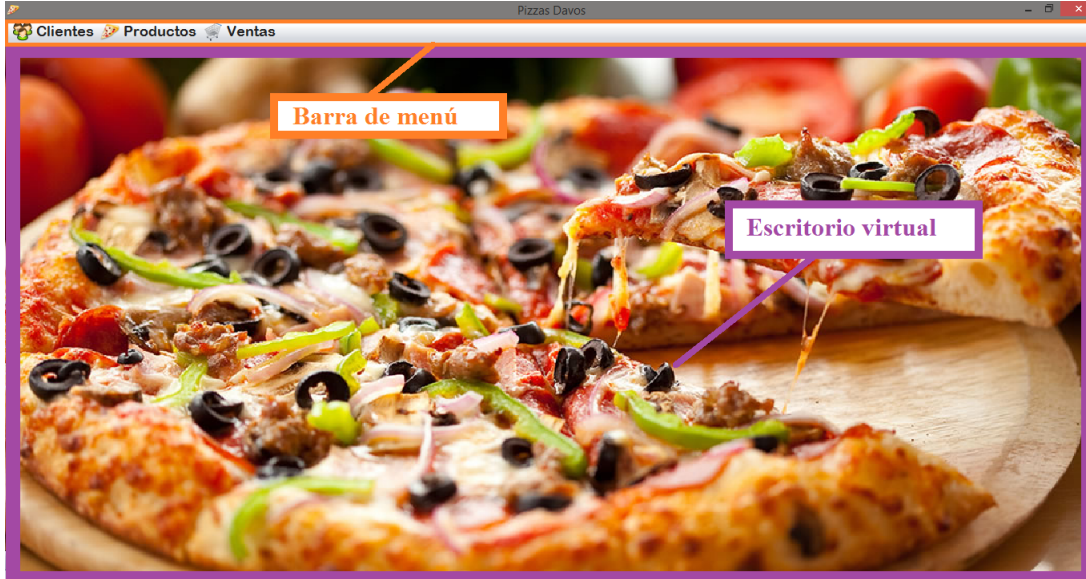 Pizzas Davos
Clientes Productos Ventas
Barra de menú
Escritorio virtual